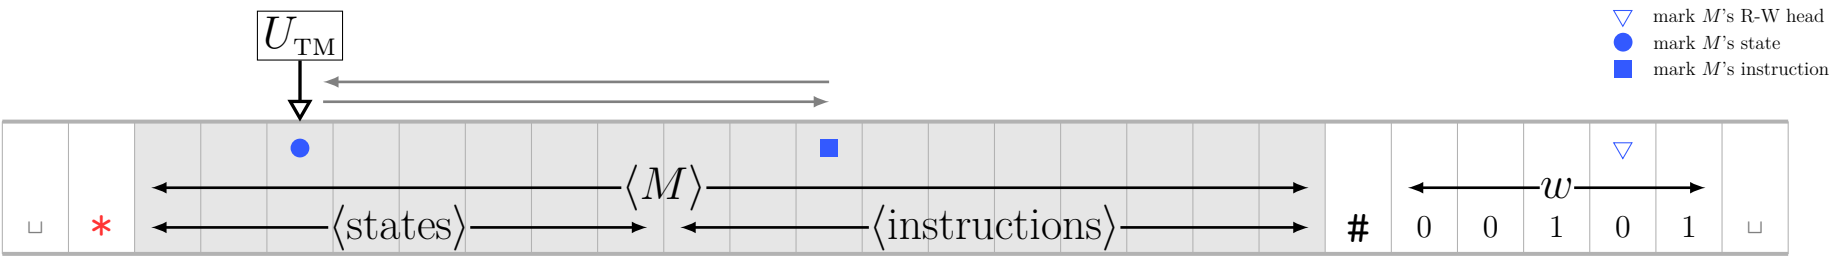 U_TM
mark M's R-W head
mark M's state
mark M's instruction
⟨M⟩
w
␣ * ⟨states⟩ ⟨instructions⟩ # 0 0 1 0 1 ␣